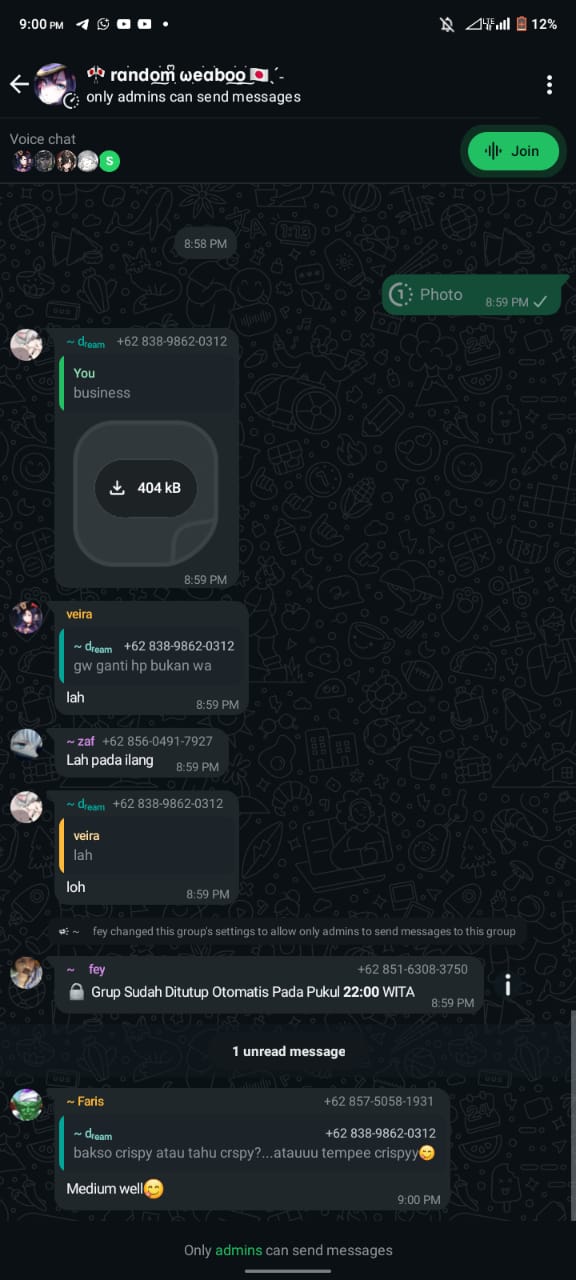 9:00 PM
LTE 12%
🎌 random weaboo 🇯🇵
only admins can send messages
Voice chat
S
Join
8:58 PM
1 Photo 8:59 PM
~ dream +62 838-9862-0312
You
business
404 kB
8:59 PM
veira
~ dream +62 838-9862-0312
gw ganti hp bukan wa
lah 8:59 PM
~ zaf +62 856-0491-7927
Lah pada ilang 8:59 PM
~ dream +62 838-9862-0312
veira
lah
loh 8:59 PM
~ fey changed this group's settings to allow only admins to send messages to this group
~ fey +62 851-6308-3750
🔒 Grup Sudah Ditutup Otomatis Pada Pukul 22:00 WITA
8:59 PM
1 unread message
~ Faris +62 857-5058-1931
~ dream +62 838-9862-0312
bakso crispy atau tahu crspy?...atauuu tempee crispyy😋
Medium well😋
9:00 PM
Only admins can send messages